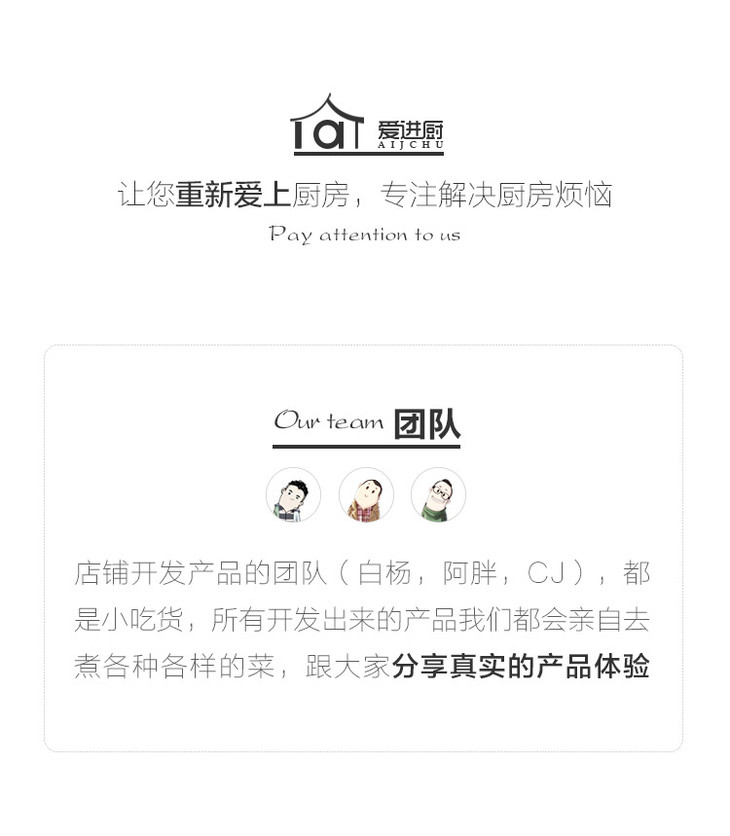 爱进厨
AIJCHU
让您重新爱上厨房，专注解决厨房烦恼
Pay attention to us
Our team 团队
店铺开发产品的团队（白杨，阿胖，CJ），都
是小吃货，所有开发出来的产品我们都会亲自去
煮各种各样的菜，跟大家分享真实的产品体验